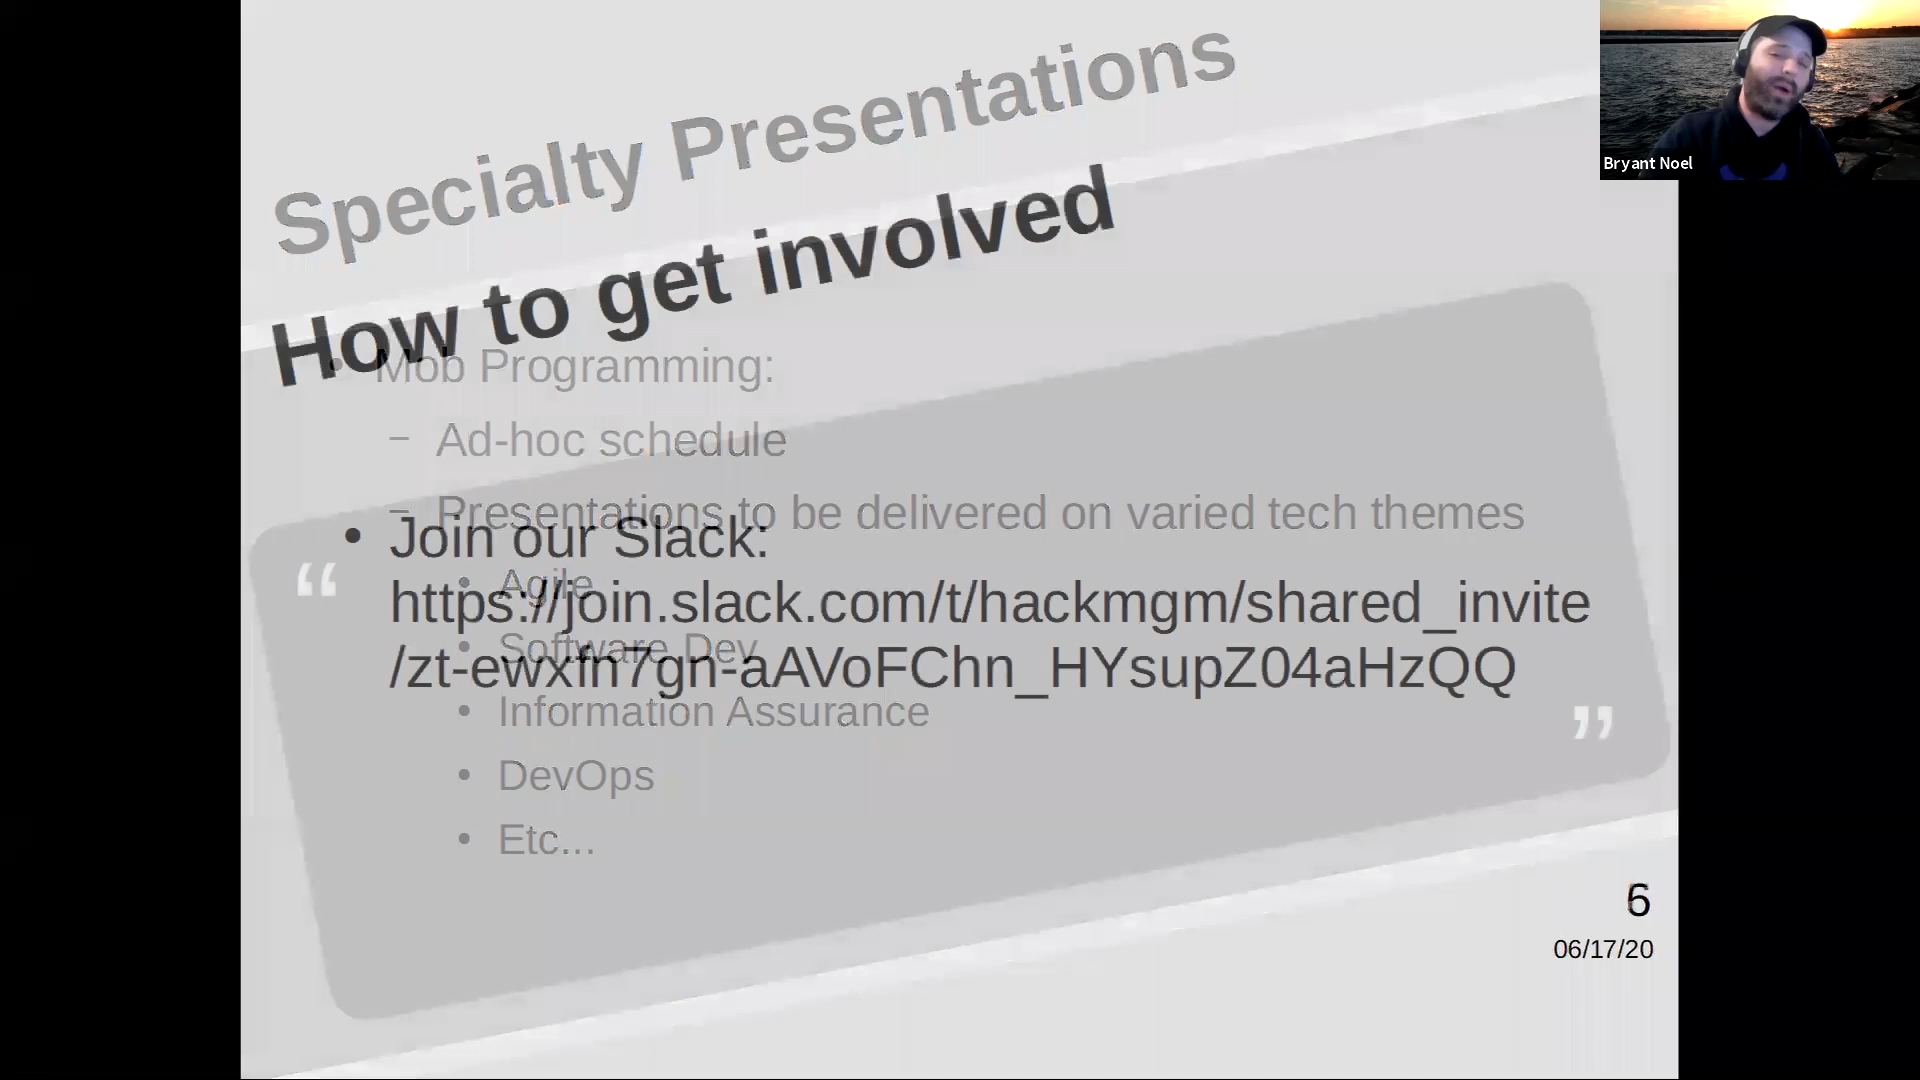 Specialty Presentations
How to get involved
• Mob Programming:
– Ad-hoc schedule
– Presentations to be delivered on varied tech themes
• Join our Slack:
• Agile
https://join.slack.com/t/hackmgm/shared_invite
• Software Dev
/zt-ewxfn7gn-aAVoFChn_HYsupZ04aHzQQ
• Information Assurance
• DevOps
• Etc...
“
”
6
06/17/20
Bryant Noel